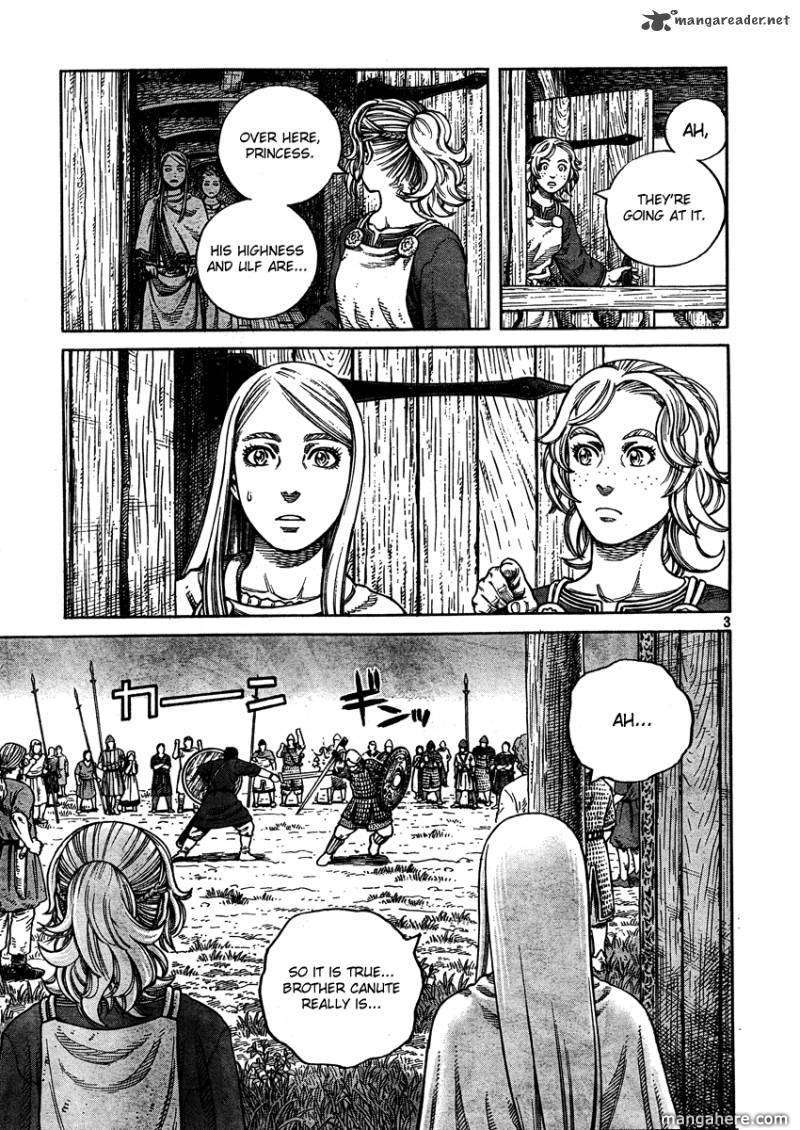 mangareader.net
OVER HERE,
PRINCESS.
HIS HIGHNESS
AND ULF ARE...
AH,
THEY'RE
GOING AT IT.
3
カーン
ギンッ
AH...
SO IT IS TRUE...
BROTHER CANUTE
REALLY IS...
mangahere.com